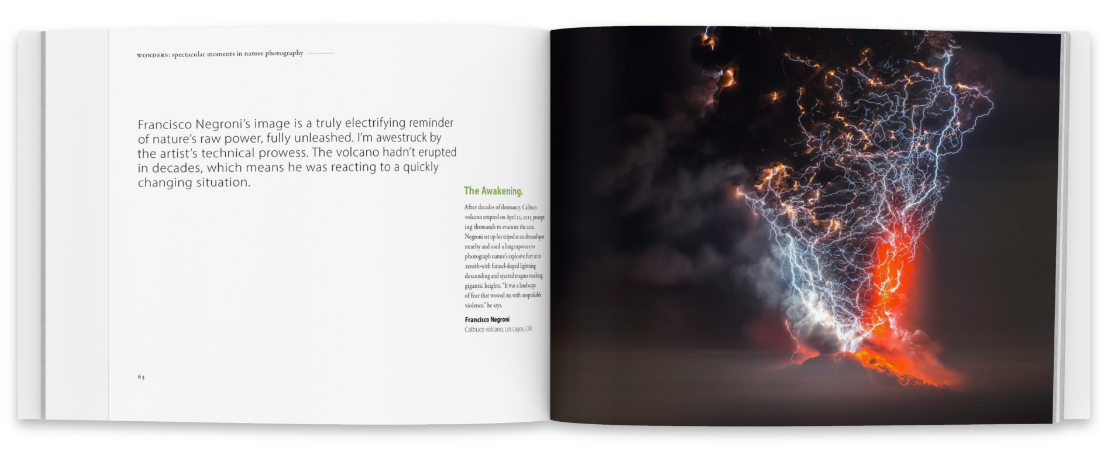 WONDERS: spectacular moments in nature photography
Francisco Negroni's image is a truly electrifying reminder
of nature's raw power, fully unleashed. I'm awestruck by
the artist's technical prowess. The volcano hadn't erupted
in decades, which means he was reacting to a quickly
changing situation.
The Awakening.
After decades of dormancy, Calbuco
volcano erupted on April 22, 2015, prompt-
ing thousands to evacuate the area.
Negroni set up his tripod at an elevated spot
nearby and used a long exposure to
photograph nature's explosive fury at its
zenith–with funnel-shaped lightning
descending and ejected magma reaching
gigantic heights. "It was a landscape
of fear that wowed me with unspeakable
violence," he says.
Francisco Negroni
Calbuco volcano, Los Lagos, Chile
63